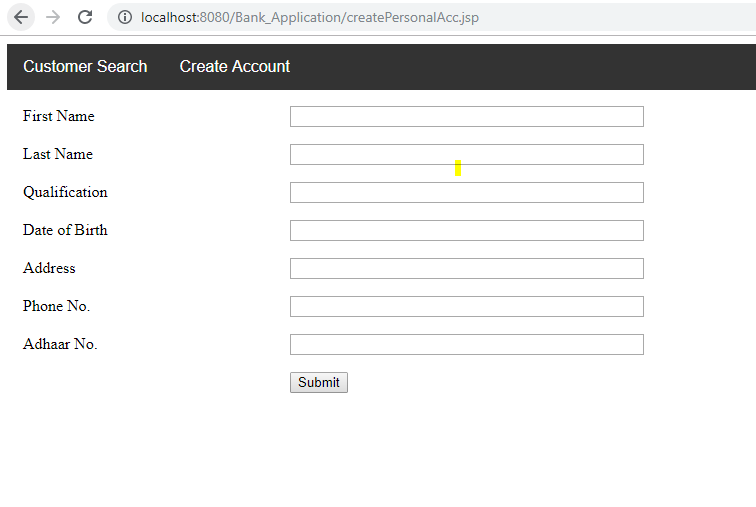 localhost:8080/Bank_Application/createPersonalAcc.jsp
Customer Search Create Account
First Name
Last Name
Qualification
Date of Birth
Address
Phone No.
Adhaar No.
Submit